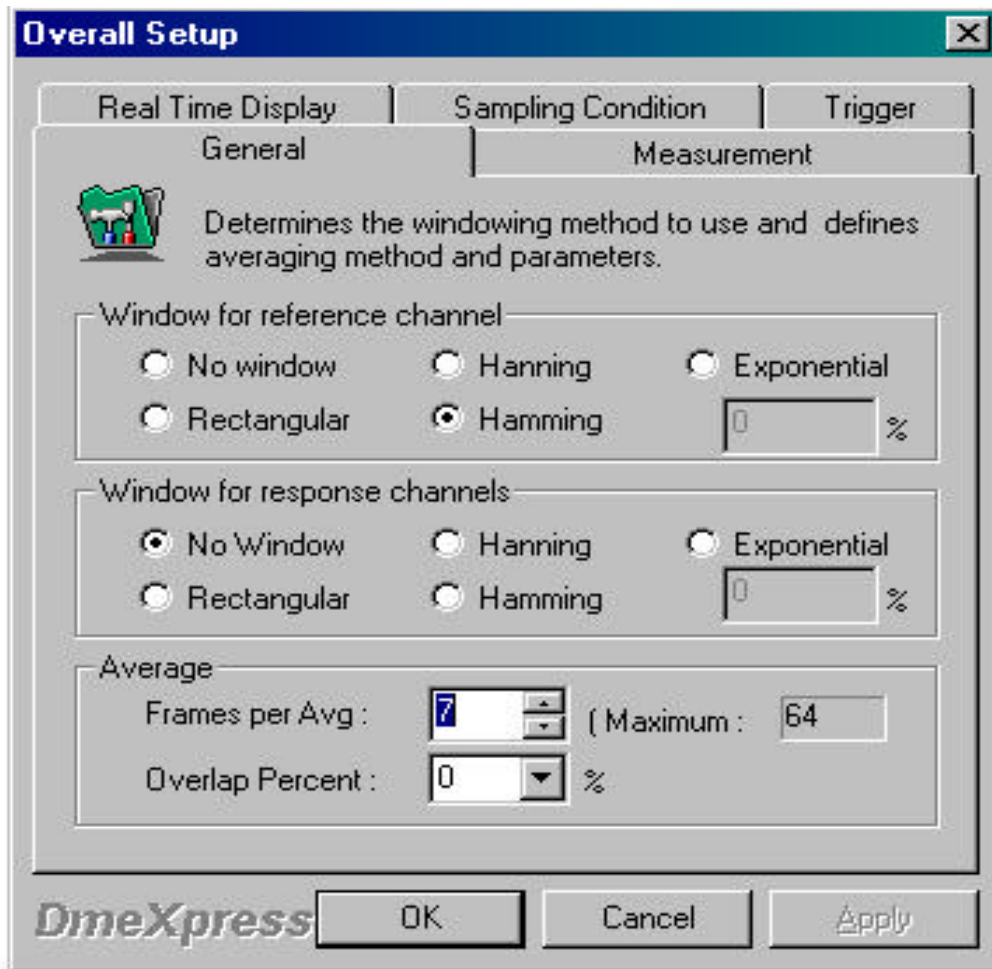 Overall Setup
Real Time Display
Sampling Condition
Trigger
General
Measurement
Determines the windowing method to use and  defines
averaging method and parameters.
Window for reference channel
No window
Hanning
Exponential
Rectangular
Hamming
0
%
Window for response channels
No Window
Hanning
Exponential
Rectangular
Hamming
0
%
Average
Frames per Avg :
7
( Maximum :
64
Overlap Percent :
0
%
DmeXpress
OK
Cancel
Apply